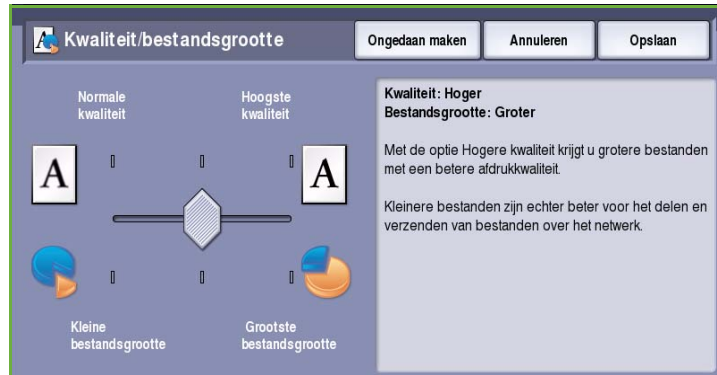 Kwaliteit/bestandsgrootte
Ongedaan maken
Annuleren
Opslaan
Normale
kwaliteit
Hoogste
kwaliteit
A
A
Kleine
bestandsgrootte
Grootste
bestandsgrootte
Kwaliteit: Hoger
Bestandsgrootte: Groter
Met de optie Hogere kwaliteit krijgt u grotere bestanden
met een betere afdrukkwaliteit.
Kleinere bestanden zijn echter beter voor het delen en
verzenden van bestanden over het netwerk.